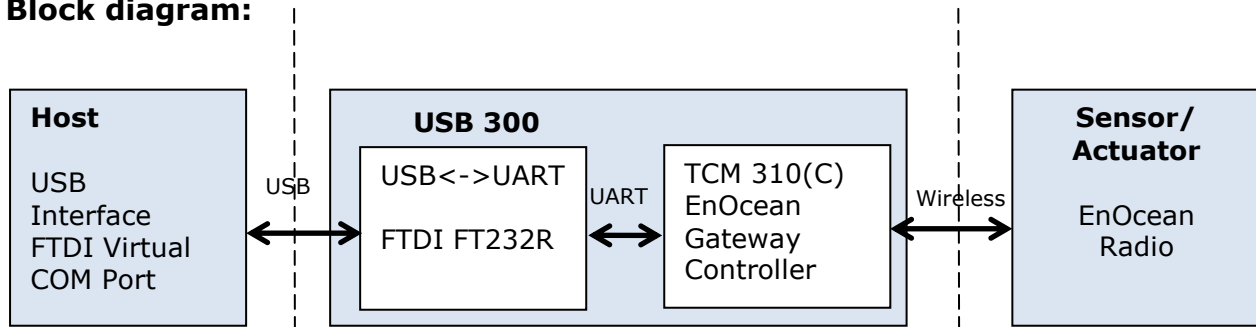 Block diagram:
Host
USB
Interface
FTDI Virtual
COM Port
USB
USB 300
USB<->UART
FTDI FT232R
UART
TCM 310(C)
EnOcean
Gateway
Controller
Wireless
Sensor/
Actuator
EnOcean
Radio